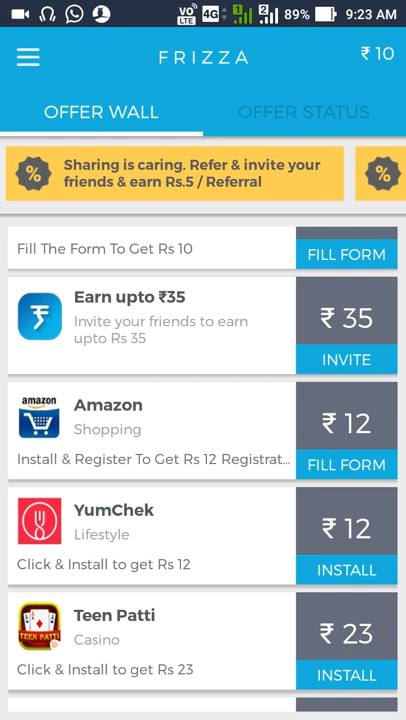 VO LTE 4G 1 2 89% 9:23 AM
FRIZZA
₹ 10
OFFER WALL
OFFER STATUS
% Sharing is caring. Refer & invite your
friends & earn Rs.5 / Referral
%
Fill The Form To Get Rs 10
FILL FORM
Earn upto ₹35
Invite your friends to earn
upto Rs 35
₹ 35
INVITE
amazon
Amazon
Shopping
Install & Register To Get Rs 12 Registrat...
₹ 12
FILL FORM
YumChek
Lifestyle
Click & Install to get Rs 12
₹ 12
INSTALL
TEEN PATTI
Teen Patti
Casino
Click & Install to get Rs 23
₹ 23
INSTALL